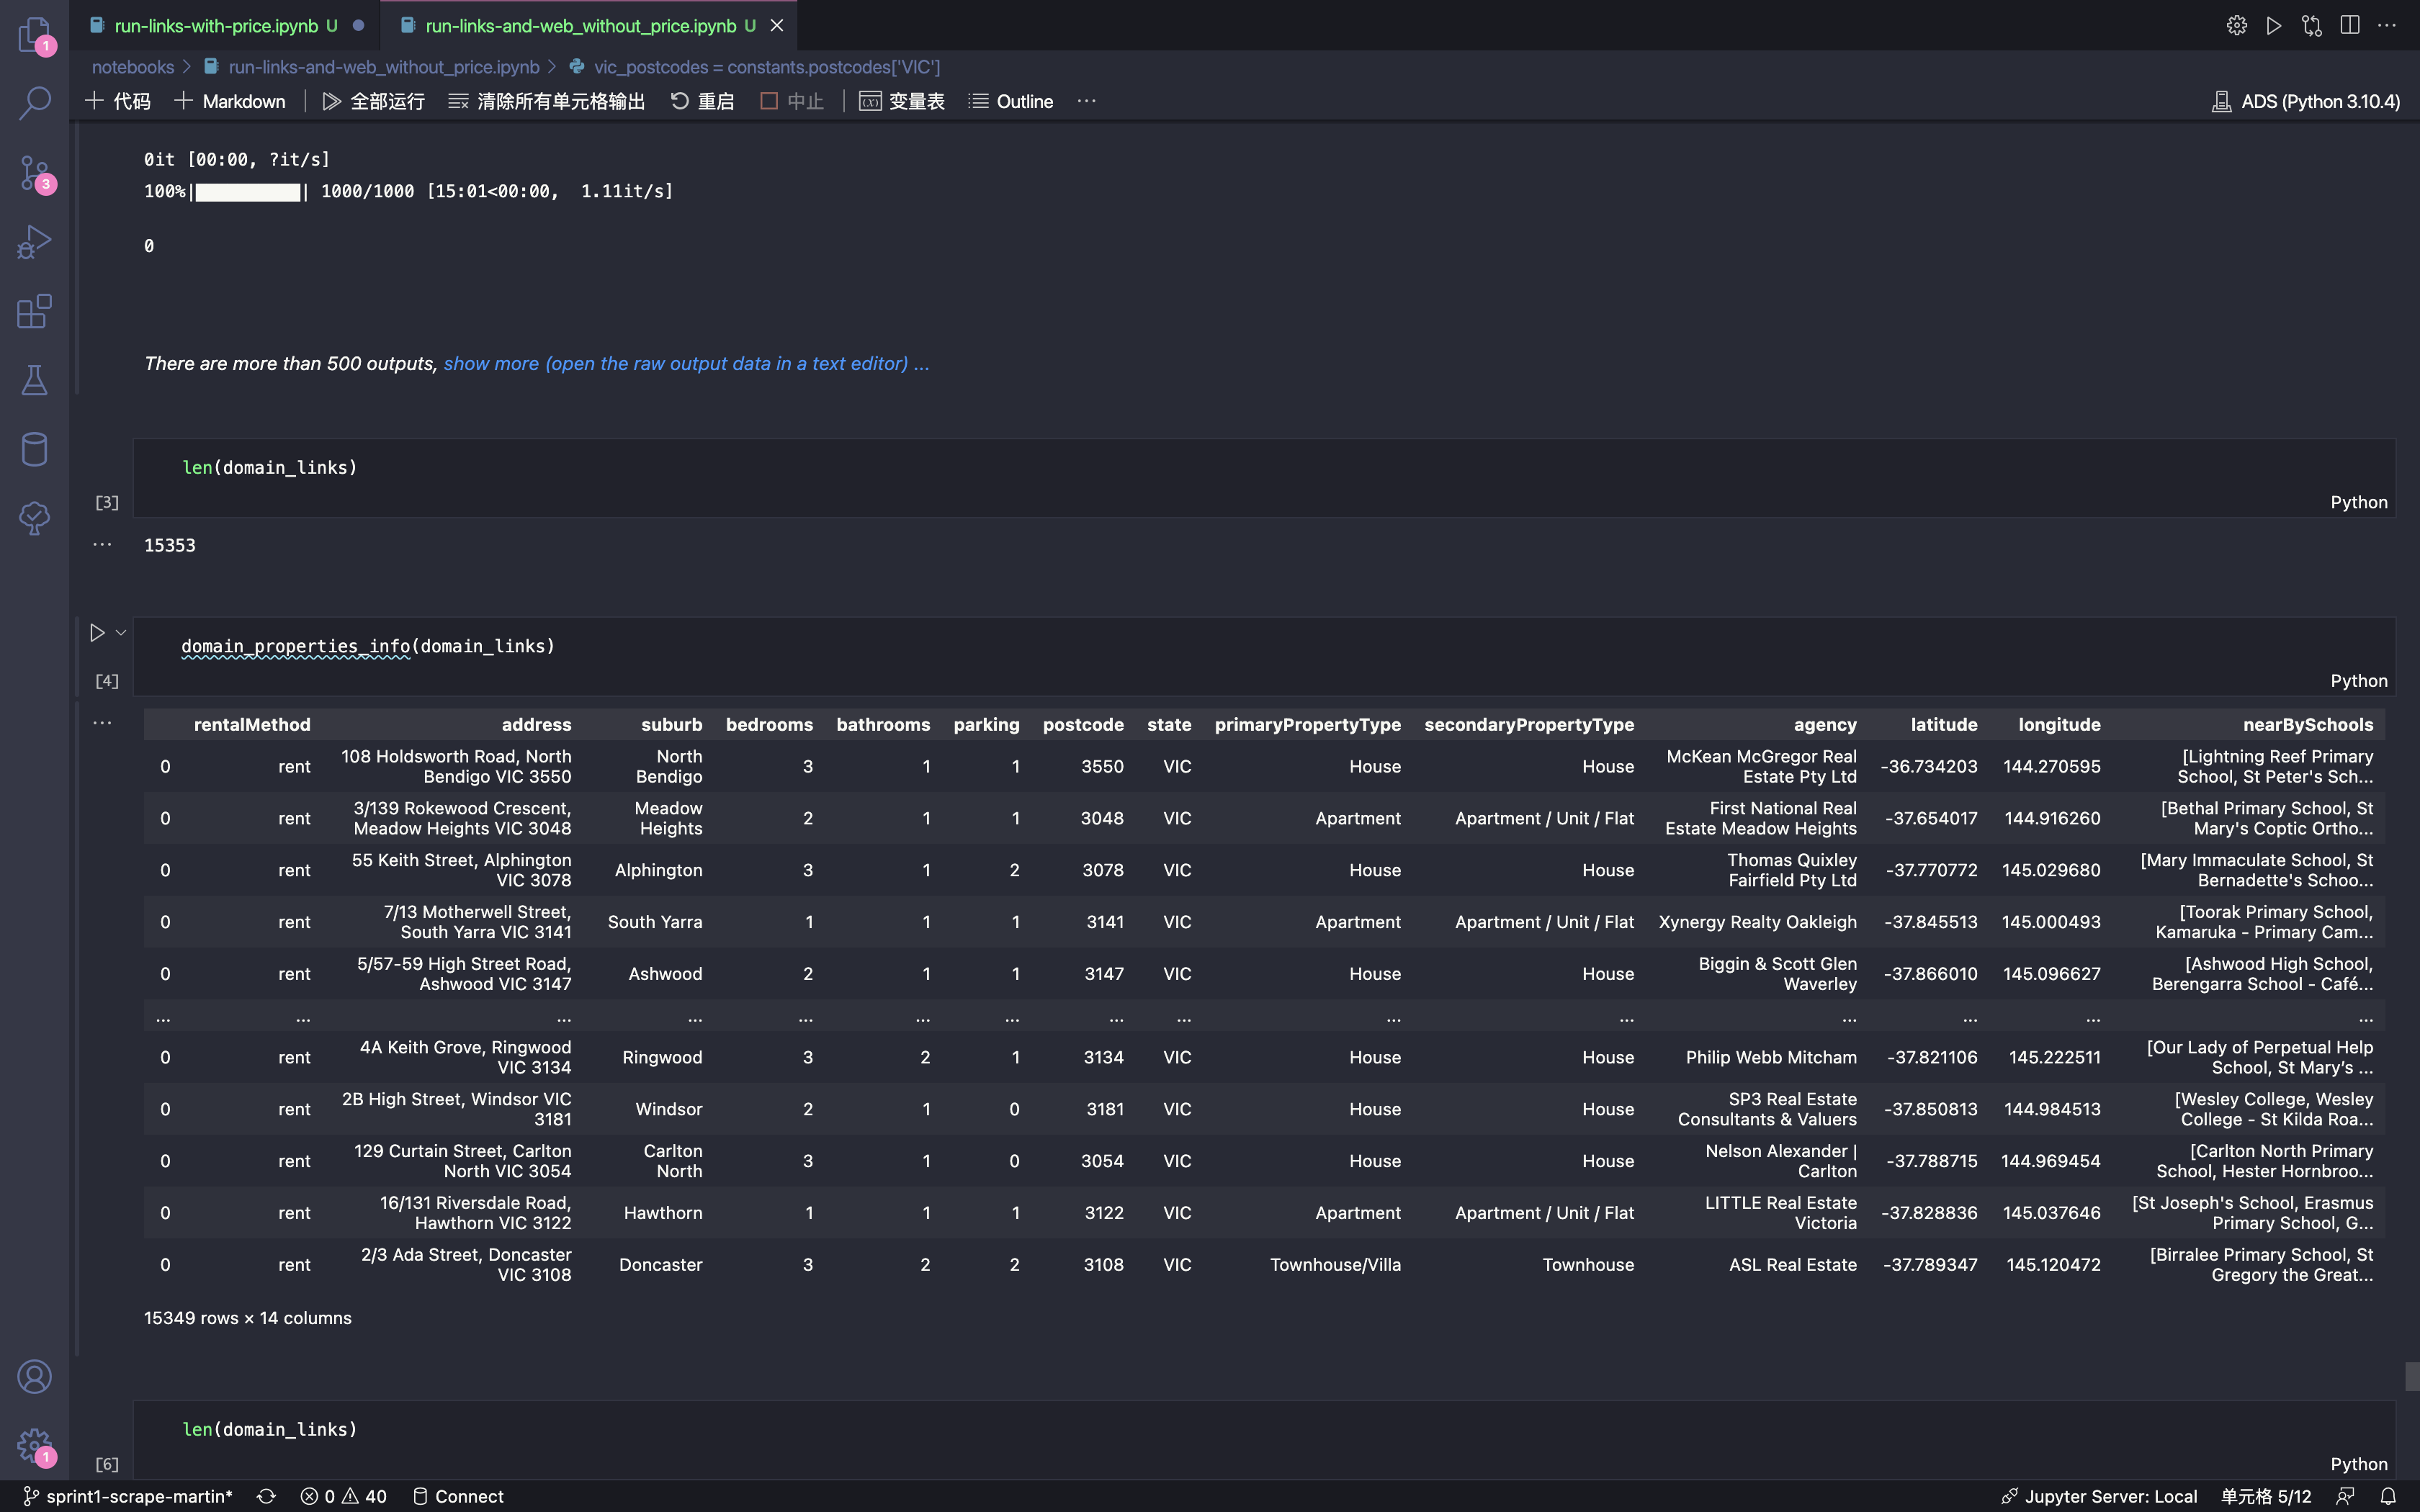 run-links-with-price.ipynb U
run-links-and-web_without_price.ipynb U
notebooks > run-links-and-web_without_price.ipynb > vic_postcodes = constants.postcodes['VIC']
代码 Markdown 全部运行 清除所有单元格输出 重启 中止 变量表 Outline ... ADS (Python 3.10.4)
1
3
1
0it [00:00, ?it/s]
100%| | 1000/1000 [15:01<00:00, 1.11it/s]
0
There are more than 500 outputs, show more (open the raw output data in a text editor) ...
len(domain_links)
[3] Python
15353
domain_properties_info(domain_links)
[4] Python
rentalMethod address suburb bedrooms bathrooms parking postcode state primaryPropertyType secondaryPropertyType agency latitude longitude nearBySchools
0 rent 108 Holdsworth Road, North Bendigo VIC 3550 North Bendigo 3 1 1 3550 VIC House House McKean McGregor Real Estate Pty Ltd -36.734203 144.270595 [Lightning Reef Primary School, St Peter's Sch...
0 rent 3/139 Rokewood Crescent, Meadow Heights VIC 3048 Meadow Heights 2 1 1 3048 VIC Apartment Apartment / Unit / Flat First National Real Estate Meadow Heights -37.654017 144.916260 [Bethal Primary School, St Mary's Coptic Ortho...
0 rent 55 Keith Street, Alphington VIC 3078 Alphington 3 1 2 3078 VIC House House Thomas Quixley Fairfield Pty Ltd -37.770772 145.029680 [Mary Immaculate School, St Bernadette's Schoo...
0 rent 7/13 Motherwell Street, South Yarra VIC 3141 South Yarra 1 1 1 3141 VIC Apartment Apartment / Unit / Flat Xynergy Realty Oakleigh -37.845513 145.000493 [Toorak Primary School, Kamaruka - Primary Cam...
0 rent 5/57-59 High Street Road, Ashwood VIC 3147 Ashwood 2 1 1 3147 VIC House House Biggin & Scott Glen Waverley -37.866010 145.096627 [Ashwood High School, Berengarra School - Café...
... ... ... ... ... ... ... ... ... ... ... ... ... ... ...
0 rent 4A Keith Grove, Ringwood VIC 3134 Ringwood 3 2 1 3134 VIC House House Philip Webb Mitcham -37.821106 145.222511 [Our Lady of Perpetual Help School, St Mary’s ...
0 rent 2B High Street, Windsor VIC 3181 Windsor 2 1 0 3181 VIC House House SP3 Real Estate Consultants & Valuers -37.850813 144.984513 [Wesley College, Wesley College - St Kilda Roa...
0 rent 129 Curtain Street, Carlton North VIC 3054 Carlton North 3 1 0 3054 VIC House House Nelson Alexander | Carlton -37.788715 144.969454 [Carlton North Primary School, Hester Hornbroo...
0 rent 16/131 Riversdale Road, Hawthorn VIC 3122 Hawthorn 1 1 1 3122 VIC Apartment Apartment / Unit / Flat LITTLE Real Estate Victoria -37.828836 145.037646 [St Joseph's School, Erasmus Primary School, G...
0 rent 2/3 Ada Street, Doncaster VIC 3108 Doncaster 3 2 2 3108 VIC Townhouse/Villa Townhouse ASL Real Estate -37.789347 145.120472 [Birralee Primary School, St Gregory the Great...
15349 rows × 14 columns
len(domain_links)
[6] Python
sprint1-scrape-martin* 0 40 Connect Jupyter Server: Local 单元格 5/12